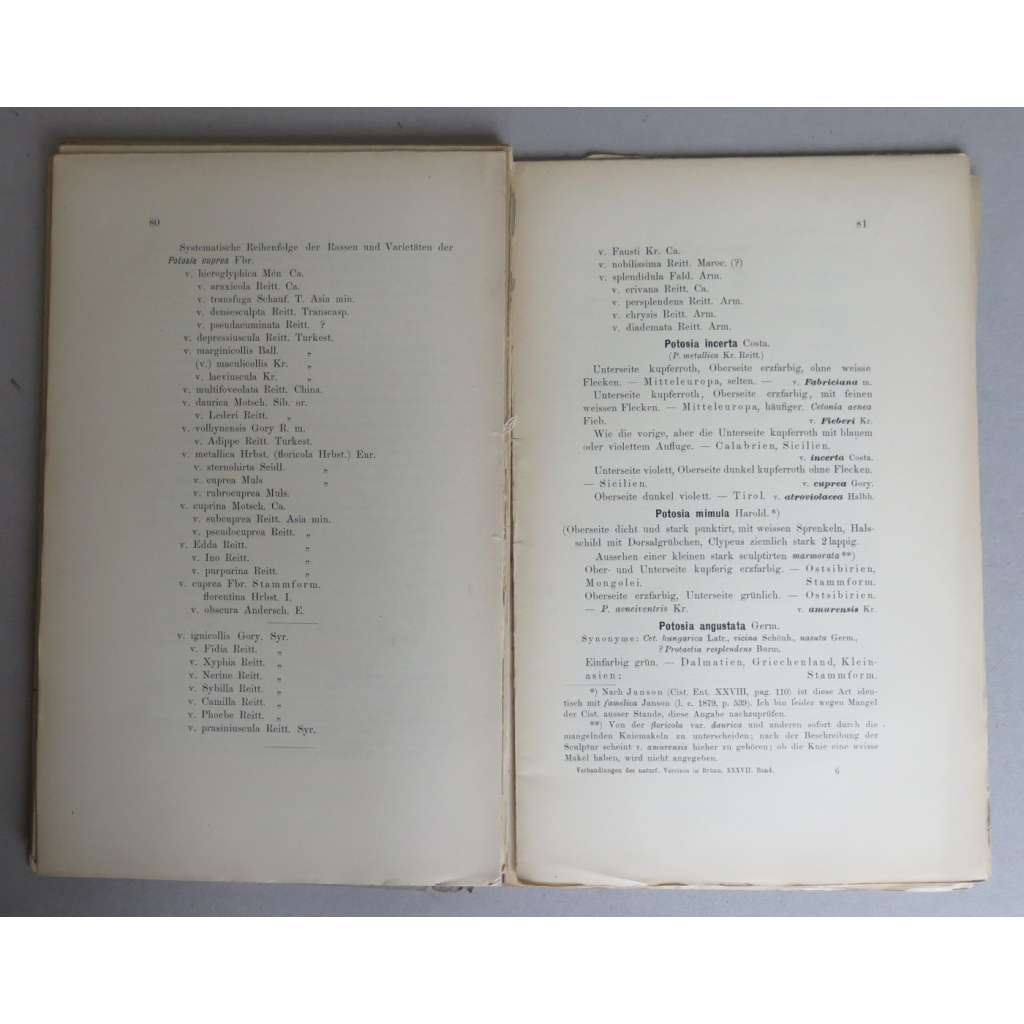 80
Systematische Reihenfolge der Rassen und Varietäten der
Potosia cuprea Fbr.
v. hieroglyphica Mén. Ca.
v. araxicola Reitt. Ca.
v. transfuga Schauf. T. Asia min.
v. densesculpta Reitt. Transcasp.
v. pseudacuminata Reitt. ?
v. depressiuscula Reitt. Turkest.
v. marginicollis Ball. „
(v.) maculicollis Kr. „
v. laeviuscula Kr. „
v. multifoveolata Reitt. China.
v. daurica Motsch. Sib. or.
v. Lederi Reitt. „
v. volhynensis Gory R. m.
v. Adippe Reitt. Turkest.
v. metallica Hrbst. (floricola Hrbst.) Eur.
v. sternohirta Seidl. „
v. cuprea Muls „
v. rubrocuprea Muls.
v. cuprina Motsch. Ca.
v. subcuprea Reitt. Asia min.
v. pseudocuprea Reitt. „
v. Edda Reitt. „
v. Ino Reitt. „
v. purpurina Reitt. „
v. cuprea Fbr. Stammform.
florentina Hrbst. I.
v. obscura Andersch. E.
v. ignicollis Gory. Syr.
v. Fidia Reitt. „
v. Xyphia Reitt. „
v. Nerine Reitt. „
v. Sybilla Reitt. „
v. Camilla Reitt. „
v. Phoebe Reitt. „
v. prasiniuscula Reitt. Syr.
81
v. Fausti Kr. Ca.
v. nobilissima Reitt. Maroc. (?)
v. splendidula Fald. Arm.
v. erivana Reitt. Ca.
v. persplendens Reitt. Arm.
v. chrysis Reitt. Arm.
v. diademata Reitt. Arm.
Potosia incerta Costa.
(P. metallica Kr. Reitt.)
Unterseite kupferroth, Oberseite erzfarbig, ohne weisse
Flecken. — Mitteleuropa, selten. — v. Fabriciana m.
Unterseite kupferroth, Oberseite erzfarbig, mit feinen
weissen Flecken. — Mitteleuropa, häufiger. Cetonia aenea
Fieb. v. Fieberi Kr.
Wie die vorige, aber die Unterseite kupferroth mit blauem
oder violettem Anfluge. — Calabrien, Sicilien.
v. incerta Costa.
Unterseite violett, Oberseite dunkel kupferroth ohne Flecken.
— Sicilien. v. cuprea Gory.
Oberseite dunkel violett. — Tirol. v. atroviolacea Halbh.
Potosia mimula Harold. *)
(Oberseite dicht und stark punktirt, mit weissen Sprenkeln, Hals-
schild mit Dorsalgrübchen, Clypeus ziemlich stark 2 lappig.
Aussehen einer kleinen stark sculptirten marmorata **)
Ober- und Unterseite kupferig erzfarbig. — Ostsibirien,
Mongolei. Stammform.
Oberseite erzfarbig, Unterseite grünlich. — Ostsibirien.
— P. aeneiventris Kr. v. amurensis Kr.
Potosia angustata Germ.
Synonyme: Cet. hungarica Latr., vicina Schönh., nasuta Germ.,
? Protaetia resplendens Burm.
Einfarbig grün. — Dalmatien, Griechenland, Klein-
asien; Stammform.
*) Nach Janson (Cist. Ent. XXVIII, pag. 110) ist diese Art iden-
tisch mit famelica Janson (l. c. 1879, p. 539). Ich bin leider wegen Mangel
der Cist. ausser Stande, diese Angabe nachzuprüfen.
**) Von der floricola var. daurica und anderen sofort durch die
mangelnden Kniemakeln zu unterscheiden; nach der Beschreibung der
Sculptur scheint v. amurensis hieher zu gehören; ob die Knie eine weisse
Makel haben, wird nicht angegeben.
Verhandlungen des naturf. Vereines in Brünn. XXXVII. Band. 6